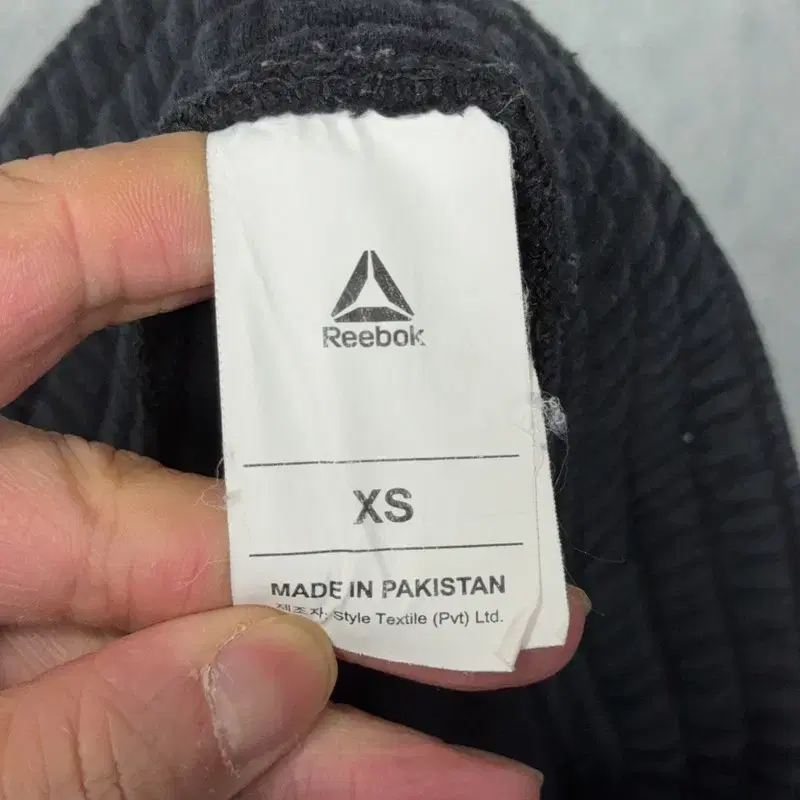 Reebok
XS
MADE IN PAKISTAN
제조자: Style Textile (Pvt) Ltd.